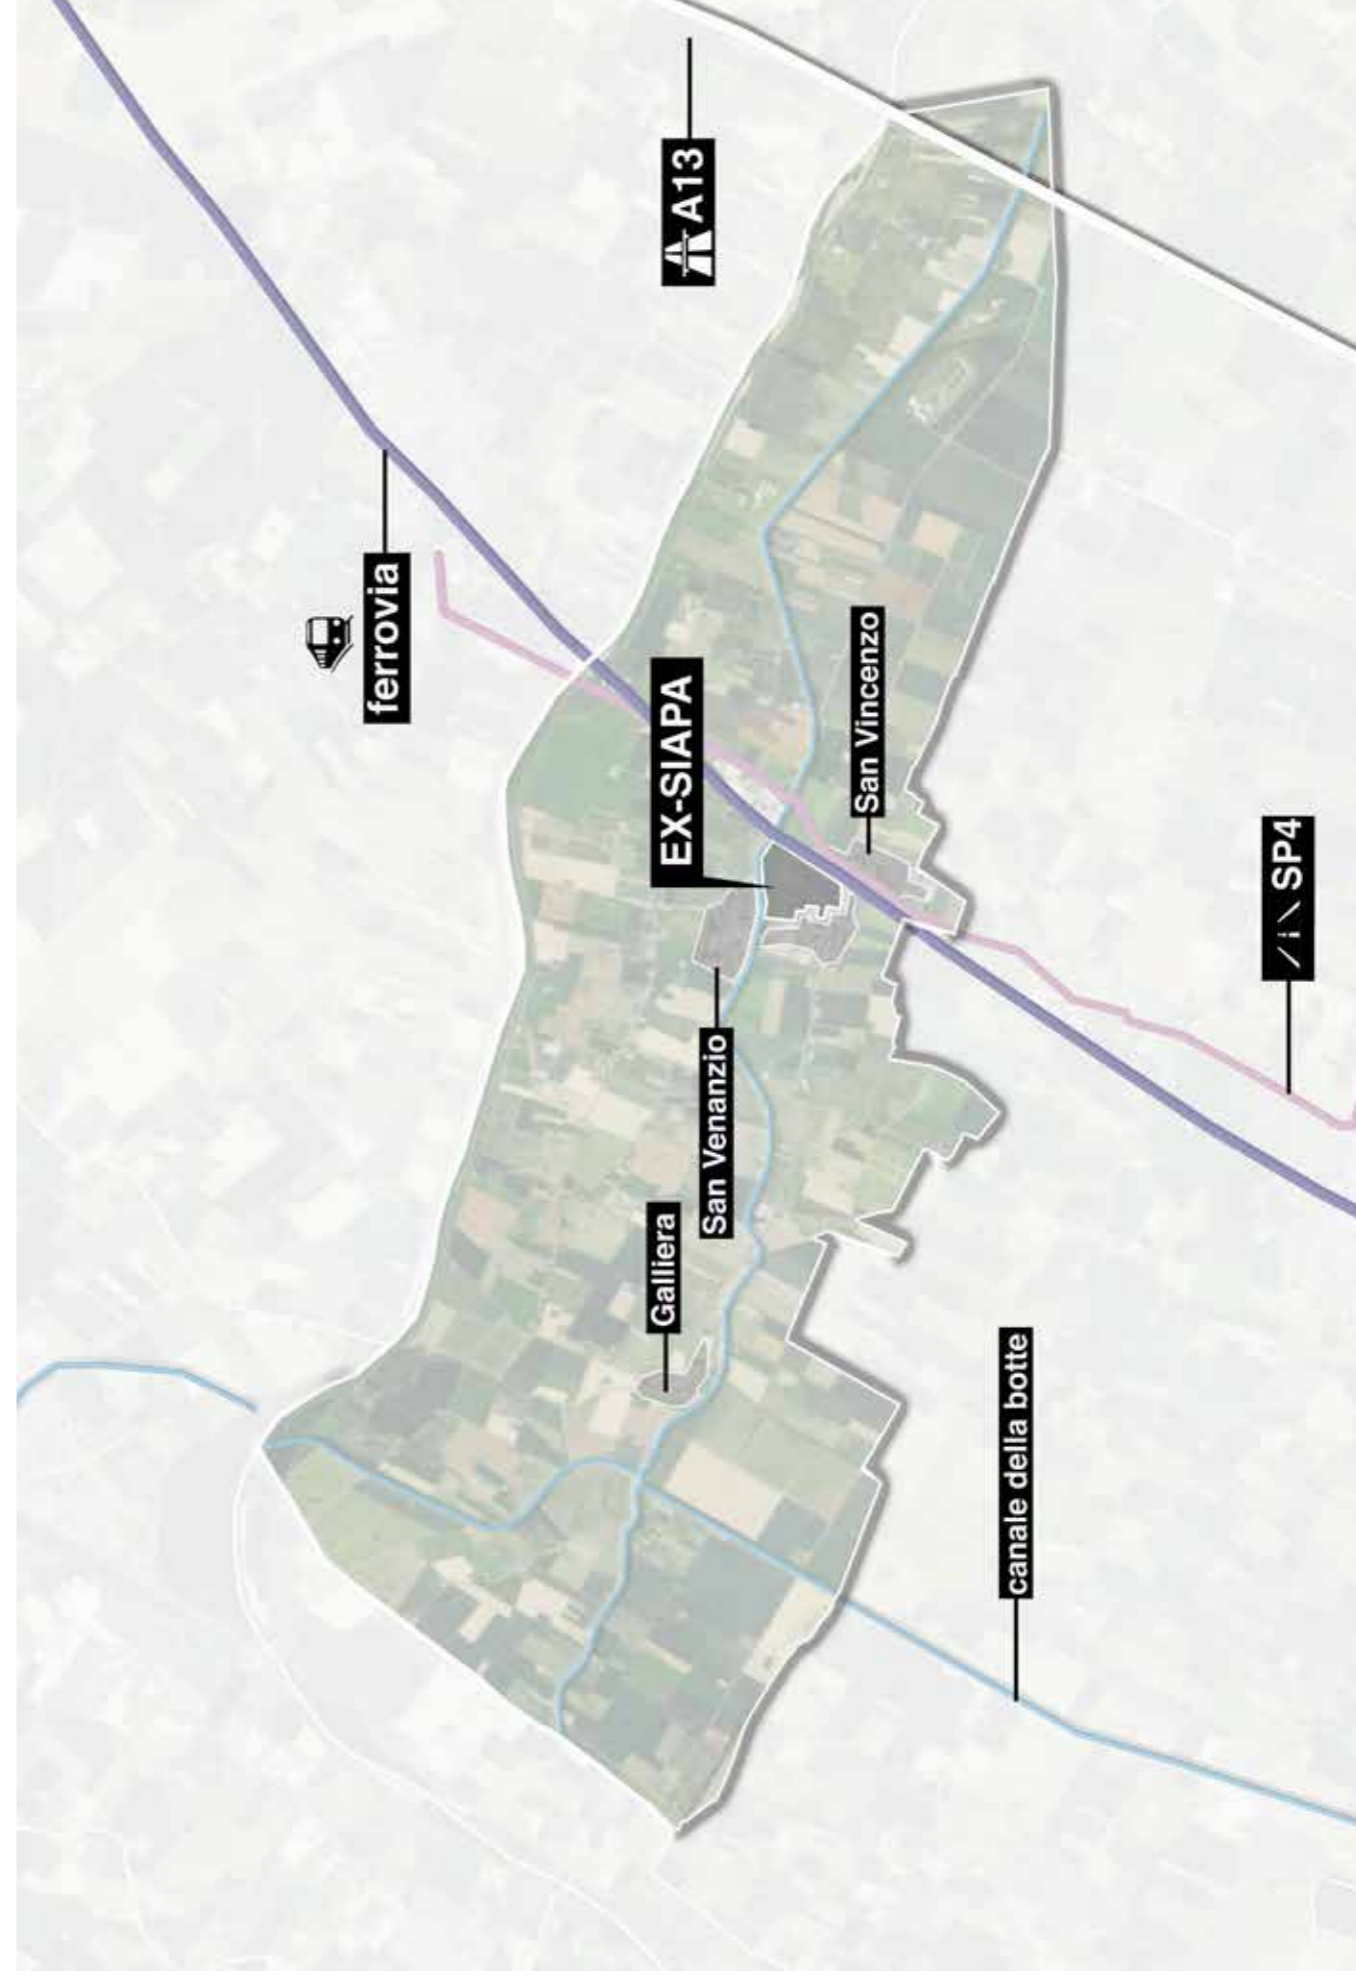 ferrovia
A13
EX-SIAPA
San Vincenzo
San Venanzio
Galliera
SP4
canale della botte